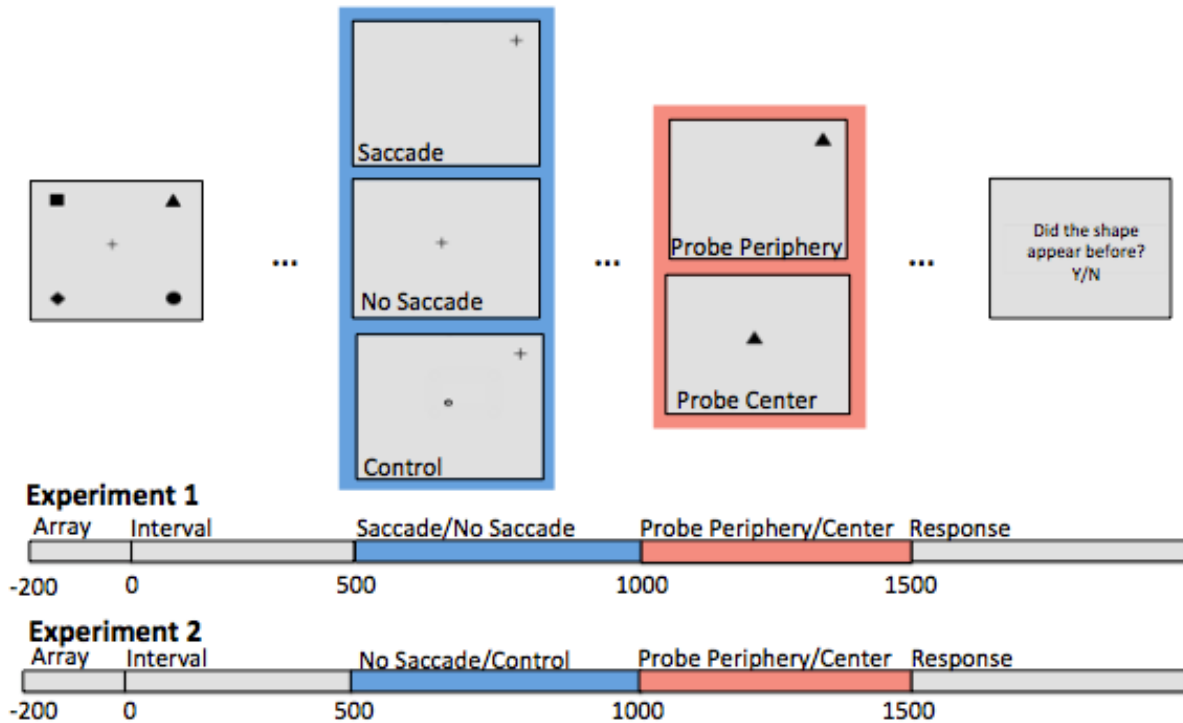 Saccade
No Saccade
Control
...
...
...
Probe Periphery
Probe Center
Did the shape
appear before?
Y/N
Experiment 1
Array Interval Saccade/No Saccade Probe Periphery/Center Response
-200 0 500 1000 1500
Experiment 2
Array Interval No Saccade/Control Probe Periphery/Center Response
-200 0 500 1000 1500